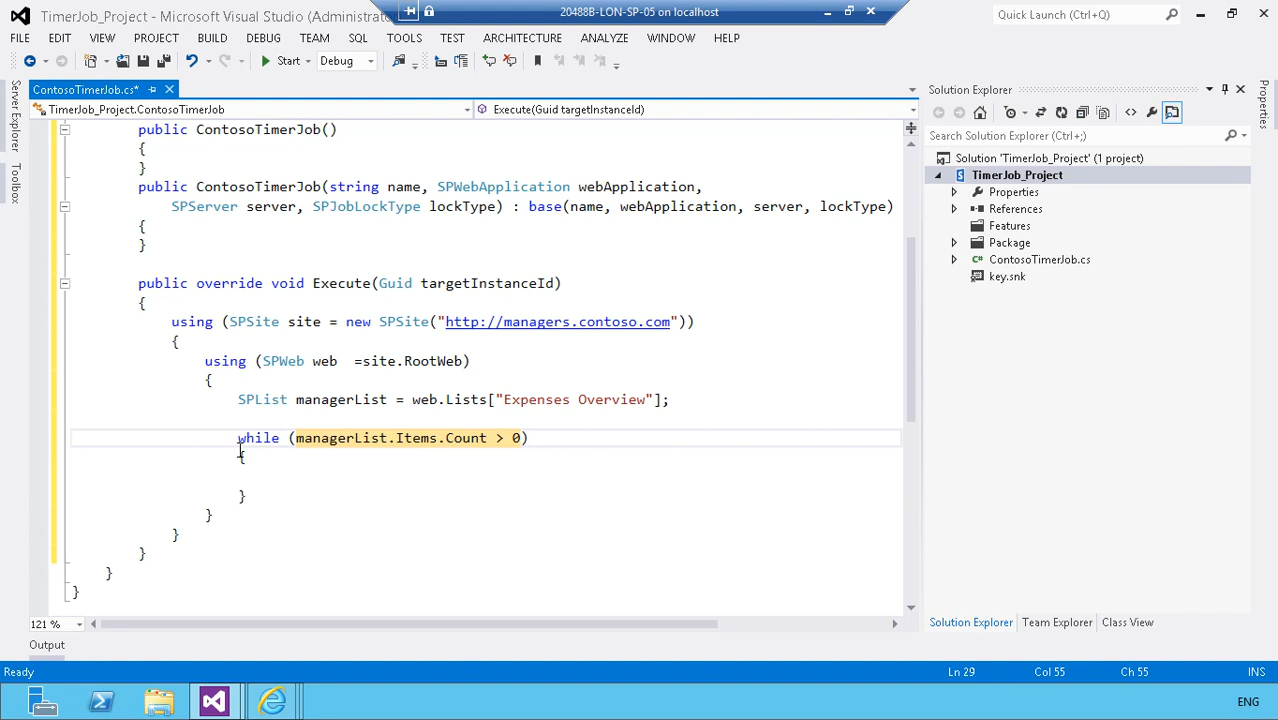 TimerJob_Project - Microsoft Visual Studio (Administrat
20488B-LON-SP-05 on localhost
Quick Launch (Ctrl+Q)
FILE EDIT VIEW PROJECT BUILD DEBUG TEAM SQL TOOLS TEST ARCHITECTURE ANALYZE WINDOW HELP
Start Debug
Server Explorer
Toolbox
ContosoTimerJob.cs*
TimerJob_Project.ContosoTimerJob Execute(Guid targetInstanceId)
public ContosoTimerJob()
{
}
public ContosoTimerJob(string name, SPWebApplication webApplication,
SPServer server, SPJobLockType lockType) : base(name, webApplication, server, lockType)
{
}
public override void Execute(Guid targetInstanceId)
{
using (SPSite site = new SPSite("http://managers.contoso.com"))
{
using (SPWeb web  =site.RootWeb)
{
SPList managerList = web.Lists["Expenses Overview"];
while (managerList.Items.Count > 0)
{
}
}
}
}
}
}
121 %
Output
Solution Explorer
Search Solution Explorer (Ctrl+;)
Solution 'TimerJob_Project' (1 project)
TimerJob_Project
Properties
References
Features
Package
ContosoTimerJob.cs
key.snk
Solution Explorer Team Explorer Class View
Properties
Ready Ln 29 Col 55 Ch 55 INS
ENG